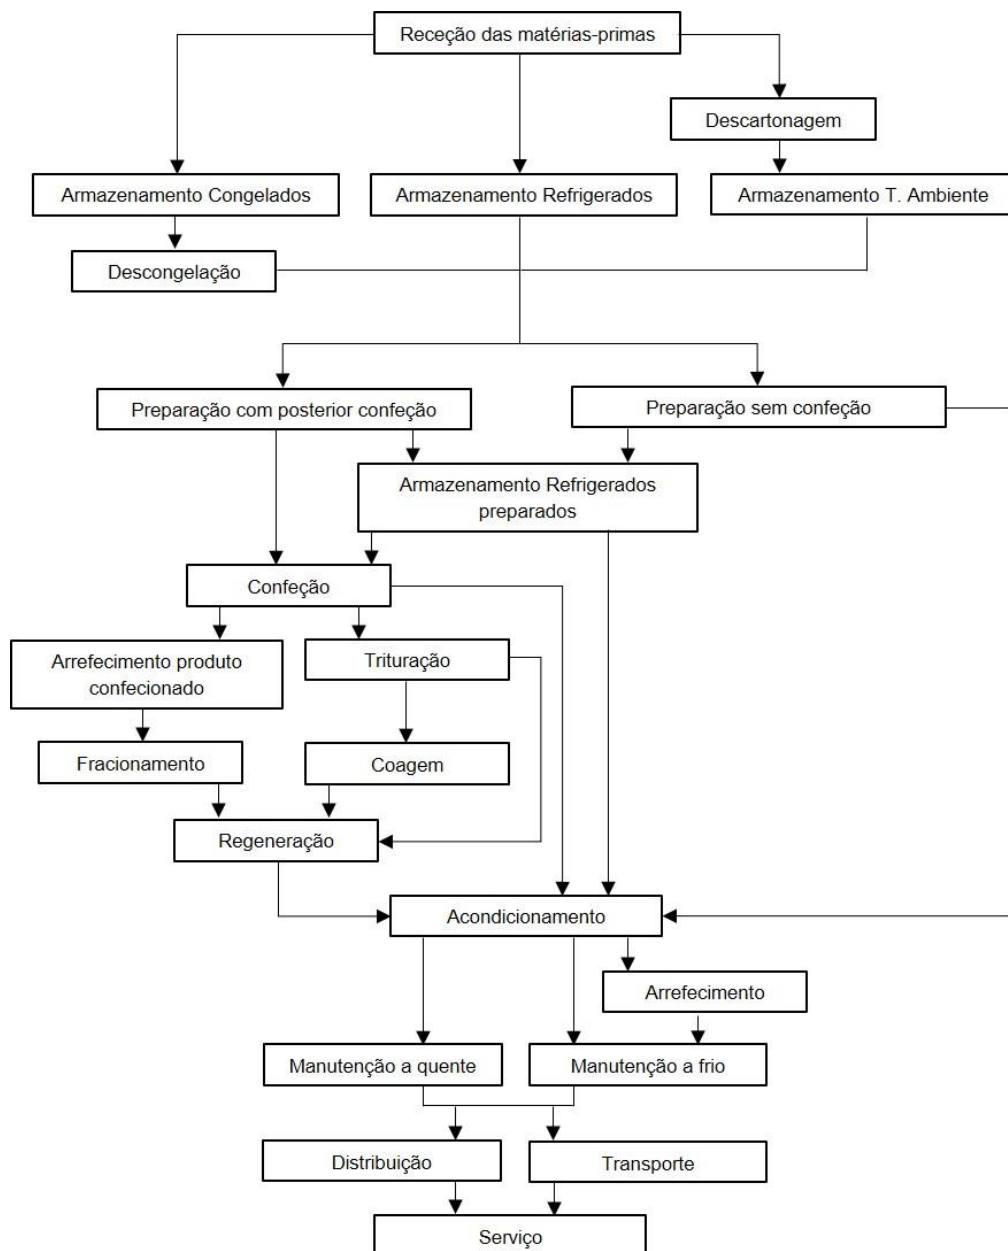 Receção das matérias-primas
Descartonagem
Armazenamento Congelados
Armazenamento Refrigerados
Armazenamento T. Ambiente
Descongelação
Preparação com posterior confeção
Preparação sem confeção
Armazenamento Refrigerados
preparados
Confeção
Arrefecimento produto
confecionado
Trituração
Fracionamento
Coagem
Regeneração
Acondicionamento
Arrefecimento
Manutenção a quente
Manutenção a frio
Distribuição
Transporte
Serviço